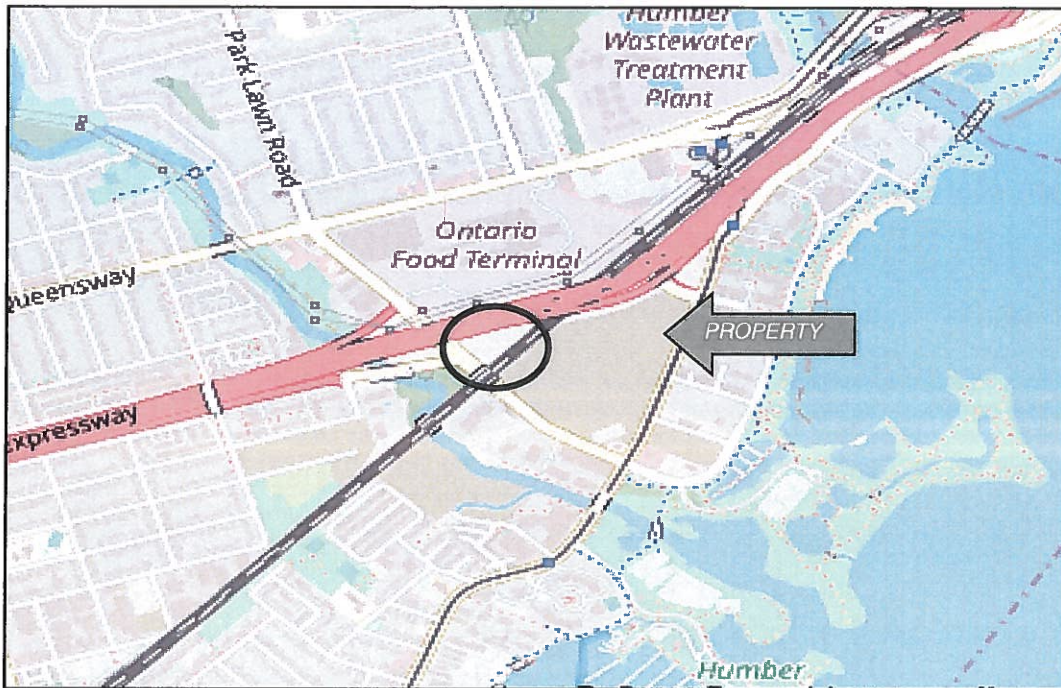 Humber
Wastewater
Treatment
Plant
Park Lawn Road
Ontario
Food Terminal
Queensway
PROPERTY
Expressway
Humber